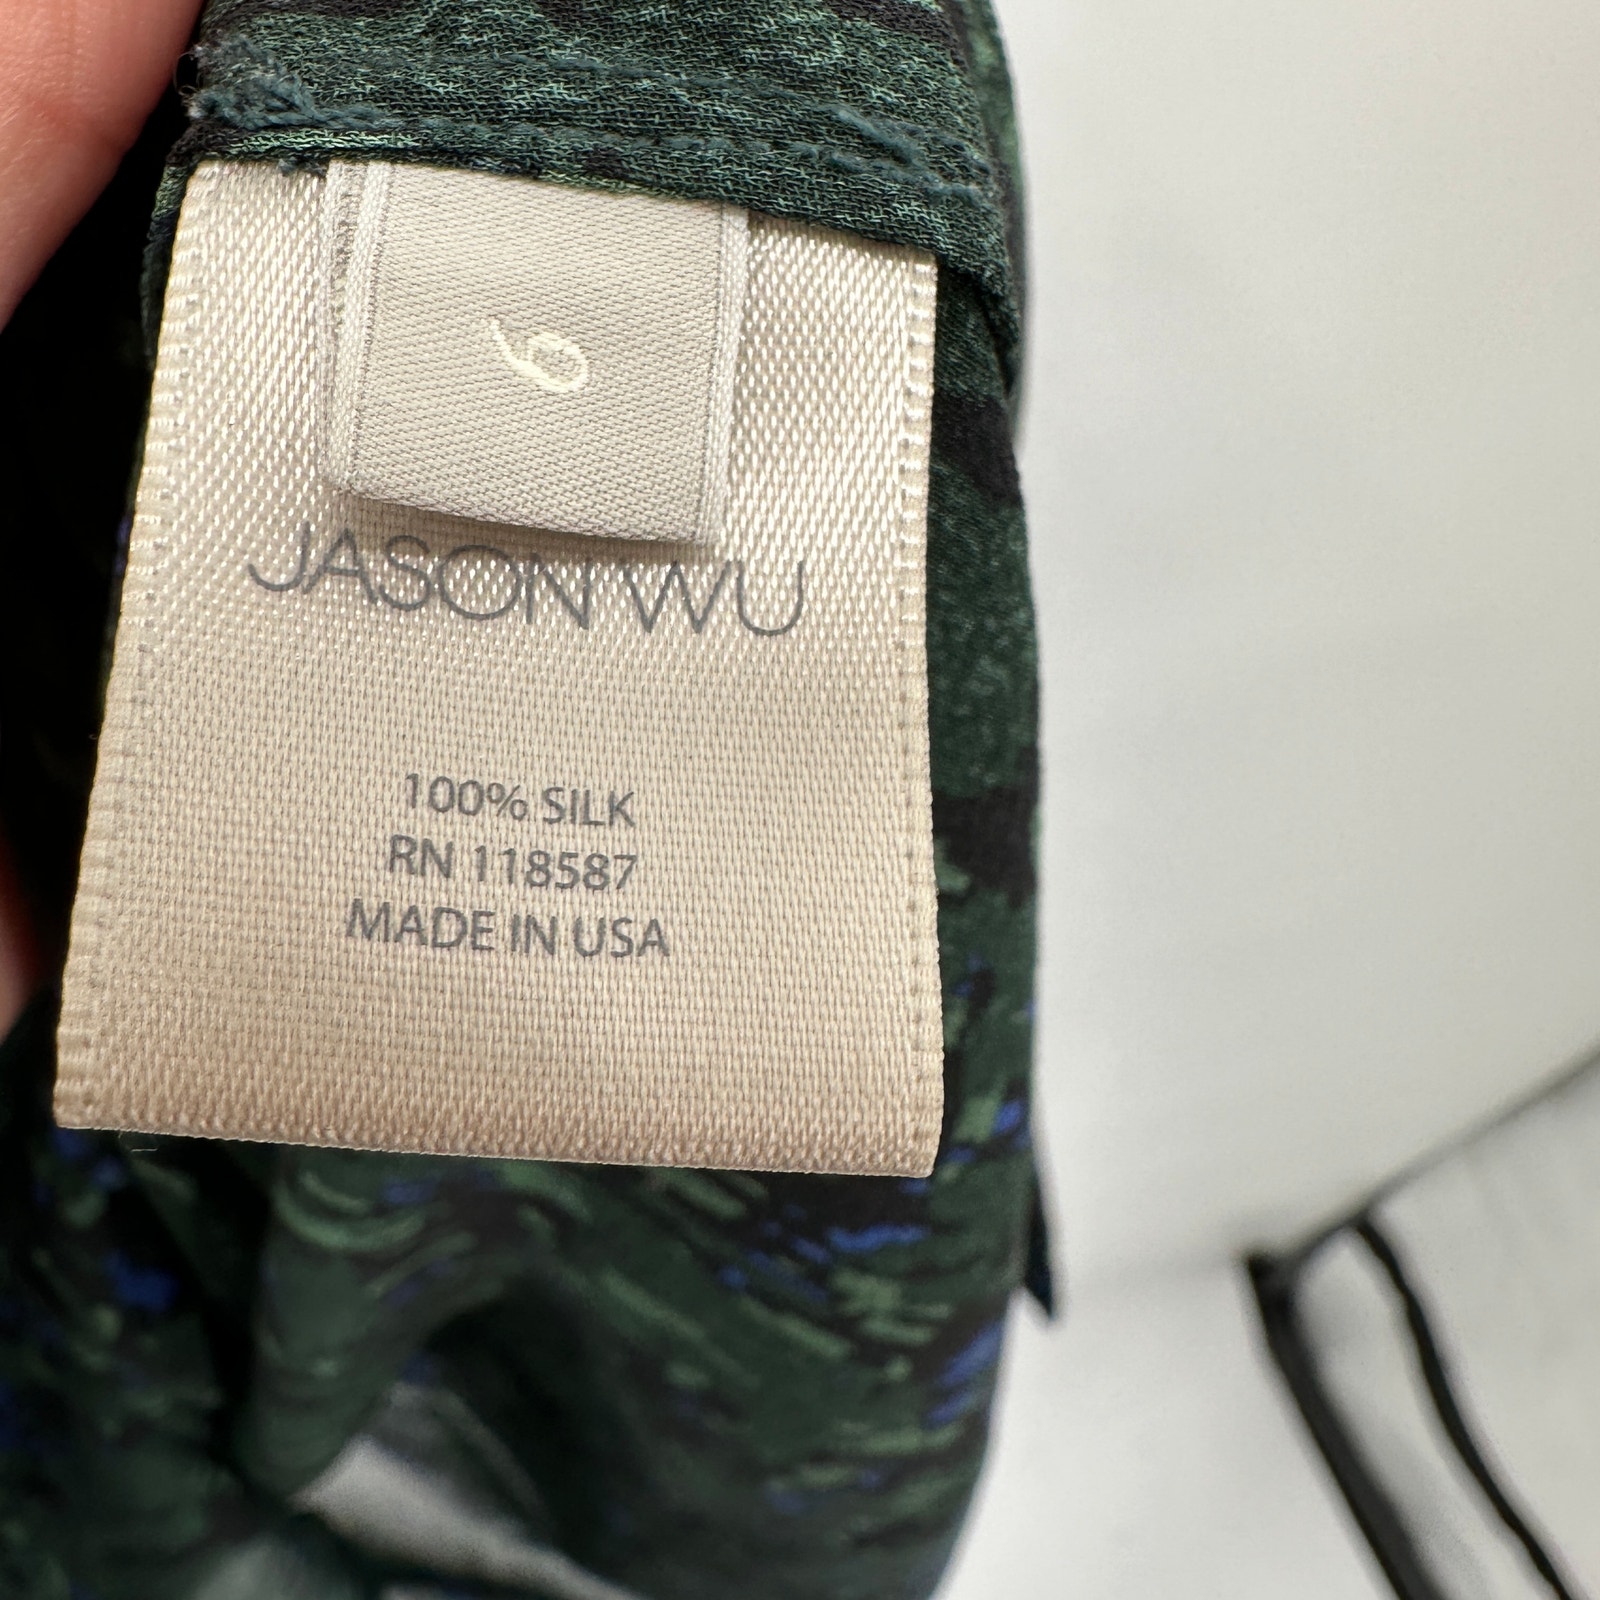 6
JASON WU
100% SILK
RN 118587
MADE IN USA